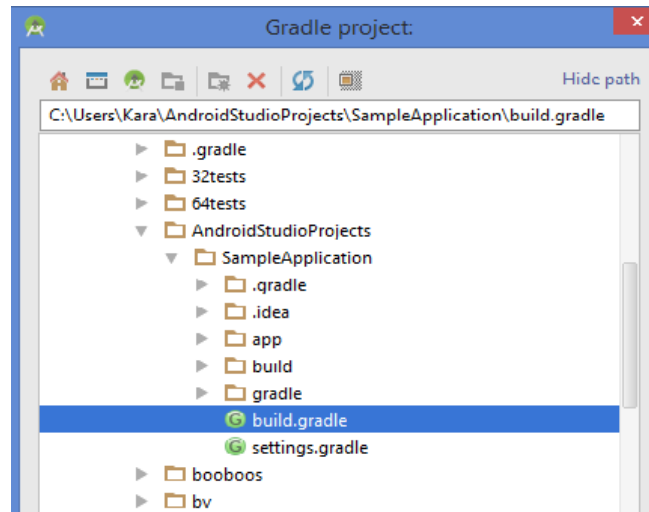 Gradle project:
Hide path
C:\Users\Kara\AndroidStudioProjects\SampleApplication\build.gradle
.gradle
32tests
64tests
AndroidStudioProjects
SampleApplication
.gradle
.idea
app
build
gradle
build.gradle
settings.gradle
booboos
bv